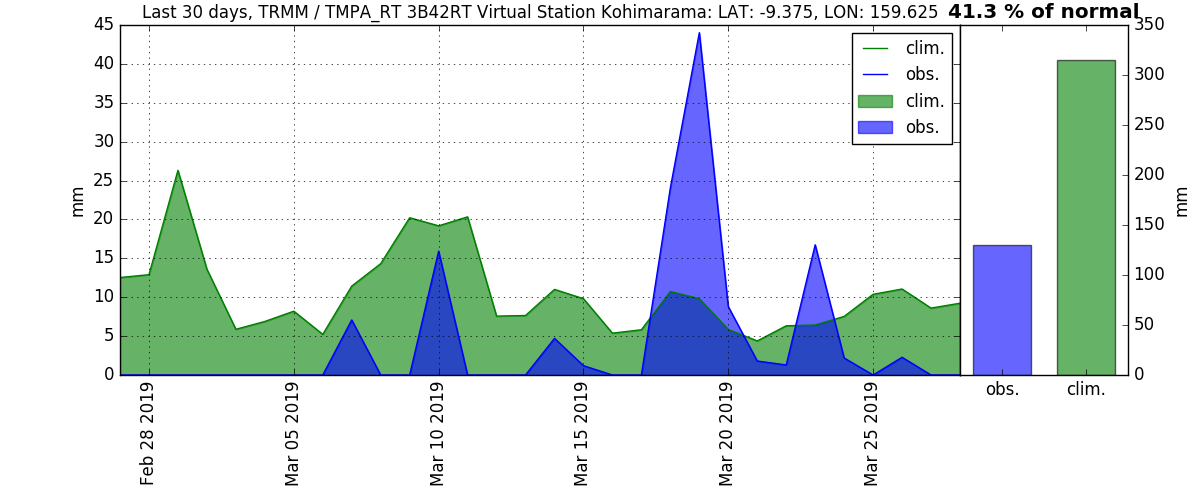 Last 30 days, TRMM / TMPA_RT 3B42RT Virtual Station Kohimarama: LAT: -9.375, LON: 159.625 41.3 % of normal
45
40
35
30
25
20
15
10
5
0
mm
clim.
obs.
clim.
obs.
Feb 28 2019
Mar 05 2019
Mar 10 2019
Mar 15 2019
Mar 20 2019
Mar 25 2019
350
300
250
200
150
100
50
0
mm
obs. clim.